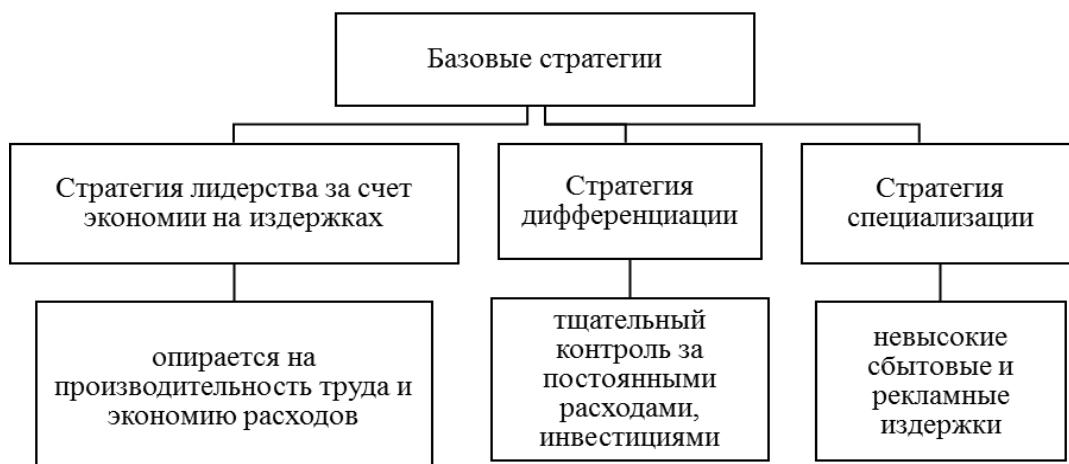 Базовые стратегии
Стратегия лидерства за счет
экономии на издержках
Стратегия
дифференциации
Стратегия
специализации
опирается на
производительность труда и
экономию расходов
тщательный
контроль за
постоянными
расходами,
инвестициями
невысокие
сбытовые и
рекламные
издержки